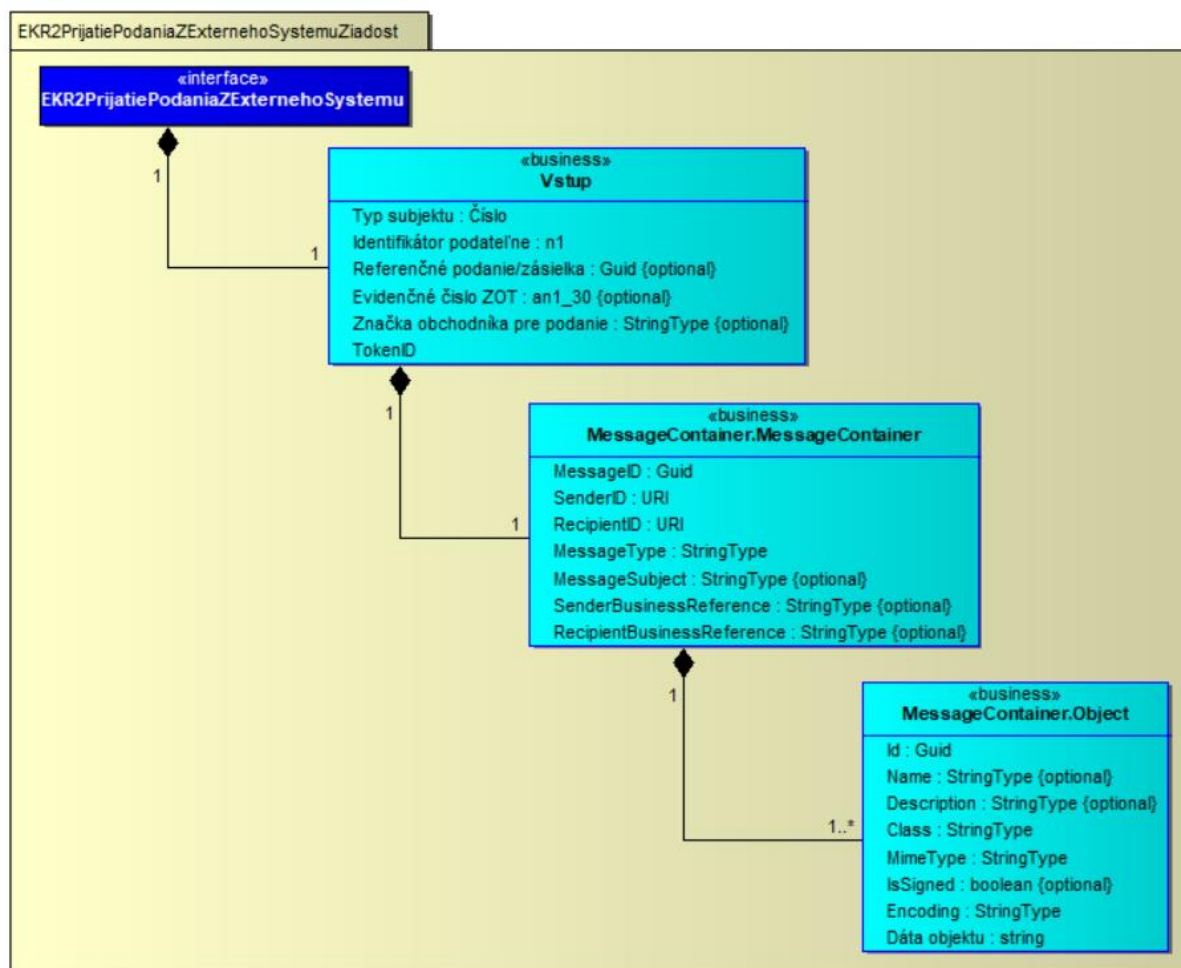 EKR2PrijatiePodaniaZExternehoSystemuZiadost
«interface»
EKR2PrijatiePodaniaZExternehoSystemu
1
1
«business»
Vstup
Typ subjektu : Číslo
Identifikátor podateľne : n1
Referenčné podanie/zásielka : Guid {optional}
Evidenčné čislo ZOT : an1_30 {optional}
Značka obchodníka pre podanie : StringType {optional}
TokenID
1
1
«business»
MessageContainer.MessageContainer
MessageID : Guid
SenderID : URI
RecipientID : URI
MessageType : StringType
MessageSubject : StringType {optional}
SenderBusinessReference : StringType {optional}
RecipientBusinessReference : StringType {optional}
1
1..*
«business»
MessageContainer.Object
Id : Guid
Name : StringType {optional}
Description : StringType {optional}
Class : StringType
MimeType : StringType
IsSigned : boolean {optional}
Encoding : StringType
Dáta objektu : string